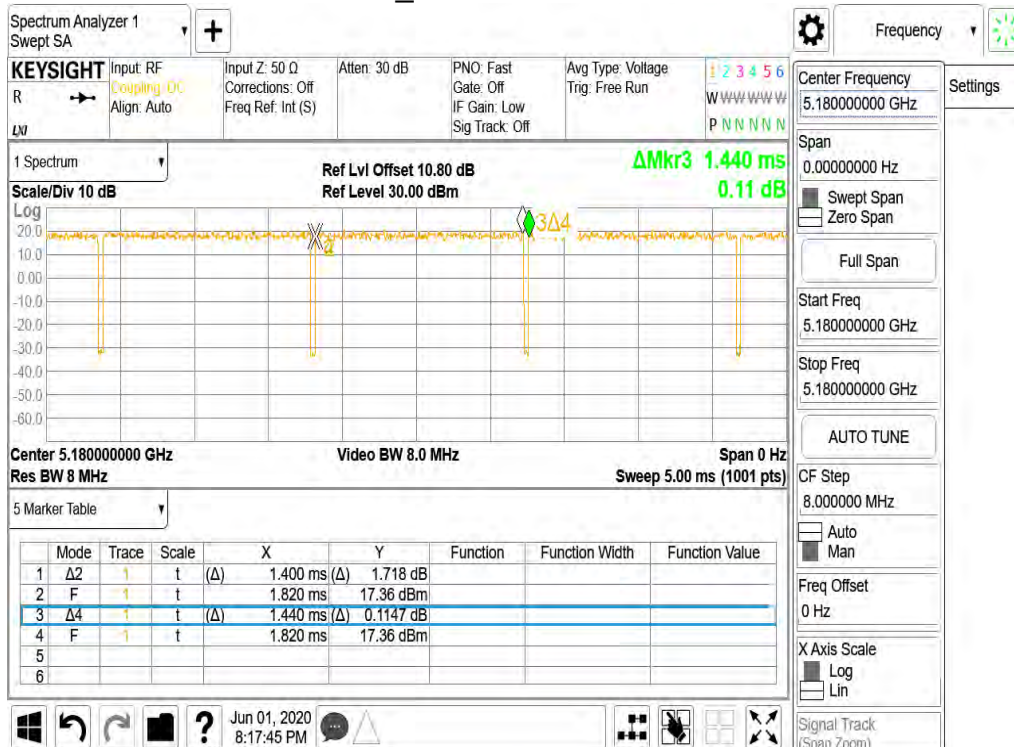 Spectrum Analyzer 1
Swept SA
Frequency
KEYSIGHT
R
LXI
Input: RF
Coupling: DC
Align: Auto
Input Z: 50 Ω
Corrections: Off
Freq Ref: Int (S)
Atten: 30 dB
PNO: Fast
Gate: Off
IF Gain: Low
Sig Track: Off
Avg Type: Voltage
Trig: Free Run
1 2 3 4 5 6
W W W W W W
P N N N N N
1 Spectrum
Scale/Div 10 dB
Ref Lvl Offset 10.80 dB
Ref Level 30.00 dBm
ΔMkr3 1.440 ms
0.11 dB
Log
20.0
10.0
0.00
-10.0
-20.0
-30.0
-40.0
-50.0
-60.0
3Δ4
Center 5.180000000 GHz
Res BW 8 MHz
Video BW 8.0 MHz
Span 0 Hz
Sweep 5.00 ms (1001 pts)
5 Marker Table
Mode Trace Scale X Y Function Function Width Function Value
1 Δ2 1 t (Δ) 1.400 ms (Δ) 1.718 dB
2 F 1 t 1.820 ms 17.36 dBm
3 Δ4 1 t (Δ) 1.440 ms (Δ) 0.1147 dB
4 F 1 t 1.820 ms 17.36 dBm
5
6
Jun 01, 2020
8:17:45 PM
Center Frequency
5.180000000 GHz
Span
0.00000000 Hz
Swept Span
Zero Span
Full Span
Start Freq
5.180000000 GHz
Stop Freq
5.180000000 GHz
AUTO TUNE
CF Step
8.000000 MHz
Auto
Man
Freq Offset
0 Hz
X Axis Scale
Log
Lin
Signal Track
(Span Zoom)
Settings